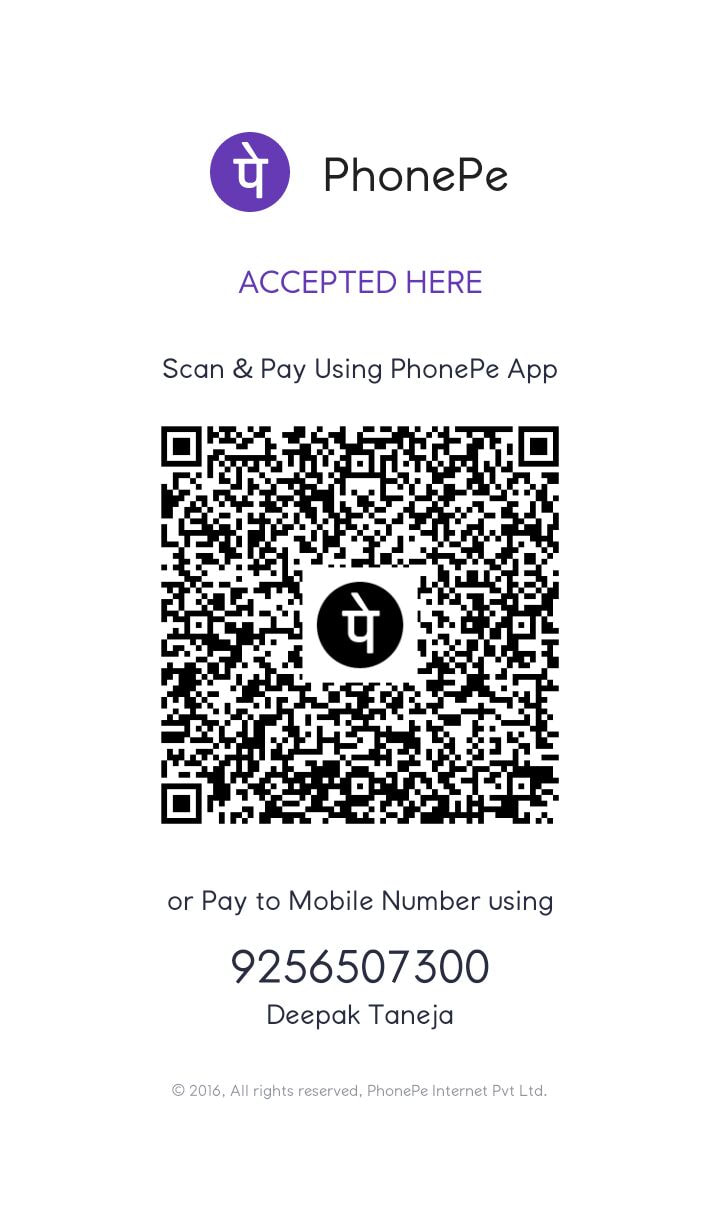 पे PhonePe
ACCEPTED HERE
Scan & Pay Using PhonePe App
पे
or Pay to Mobile Number using
9256507300
Deepak Taneja
© 2016, All rights reserved, PhonePe Internet Pvt Ltd.